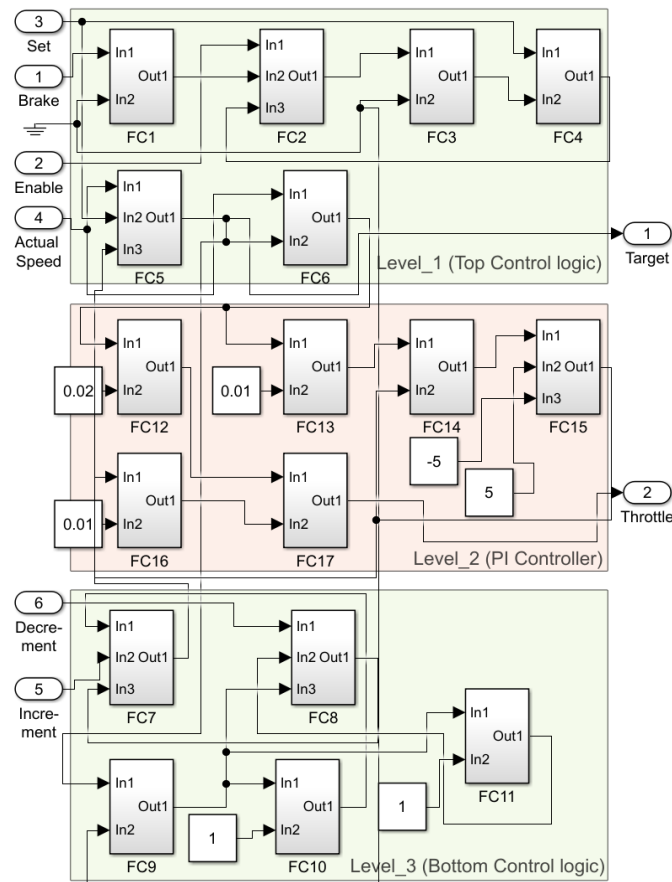 3
Set
1
Brake
2
Enable
4
Actual
Speed
In1
In2
Out1
FC1
In1
In2 Out1
In3
FC2
In1
Out1
In2
FC3
In1
Out1
In2
FC4
In1
In2 Out1
In3
FC5
In1
Out1
In2
FC6
1
Target
Level_1 (Top Control logic)
In1
Out1
In2
FC12
0.02
In1
Out1
In2
FC13
0.01
In1
Out1
In2
FC14
In1
In2 Out1
In3
FC15
-5
5
In1
Out1
In2
FC16
0.01
In1
Out1
In2
FC17
2
Throttle
Level_2 (PI Controller)
6
Decre-
ment
5
Incre-
ment
In1
In2 Out1
In3
FC7
In1
In2 Out1
In3
FC8
In1
Out1
In2
FC11
1
In1
Out1
In2
FC9
1
In1
Out1
In2
FC10
Level_3 (Bottom Control logic)